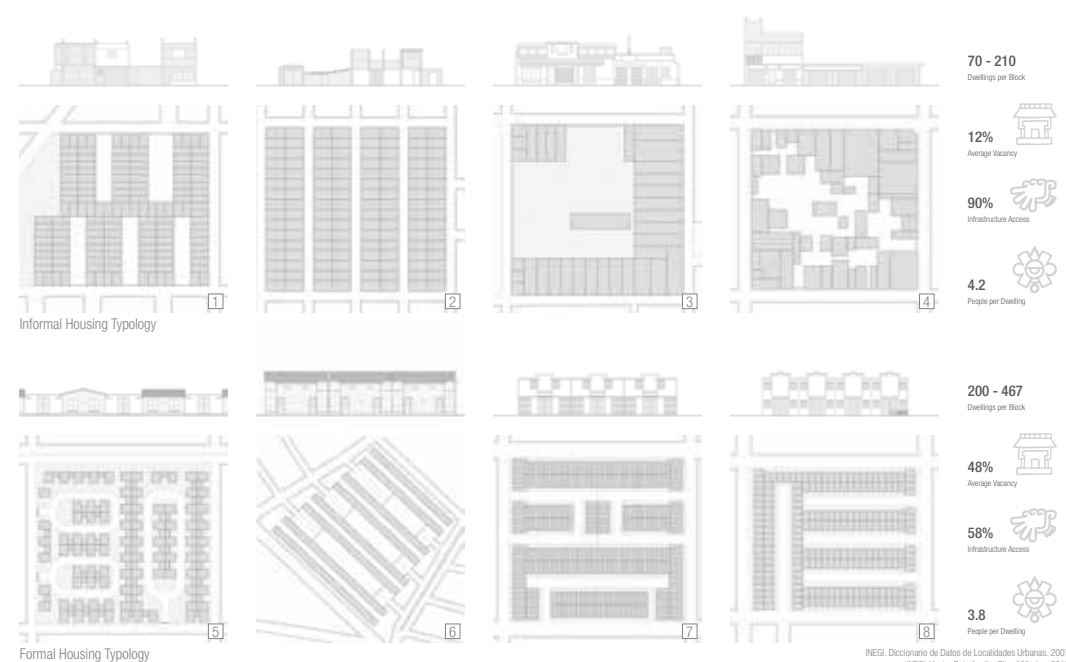 70 - 210
Dwellings per Block
12%
Average Vacancy
90%
Infrastructure Access
4.2
People per Dwelling
1
2
3
4
Informal Housing Typology
200 - 467
Dwellings per Block
48%
Average Vacancy
58%
Infrastructure Access
3.8
People per Dwelling
5
6
7
8
Formal Housing Typology
INEGI. Diccionario de Datos de Localidades Urbanas.